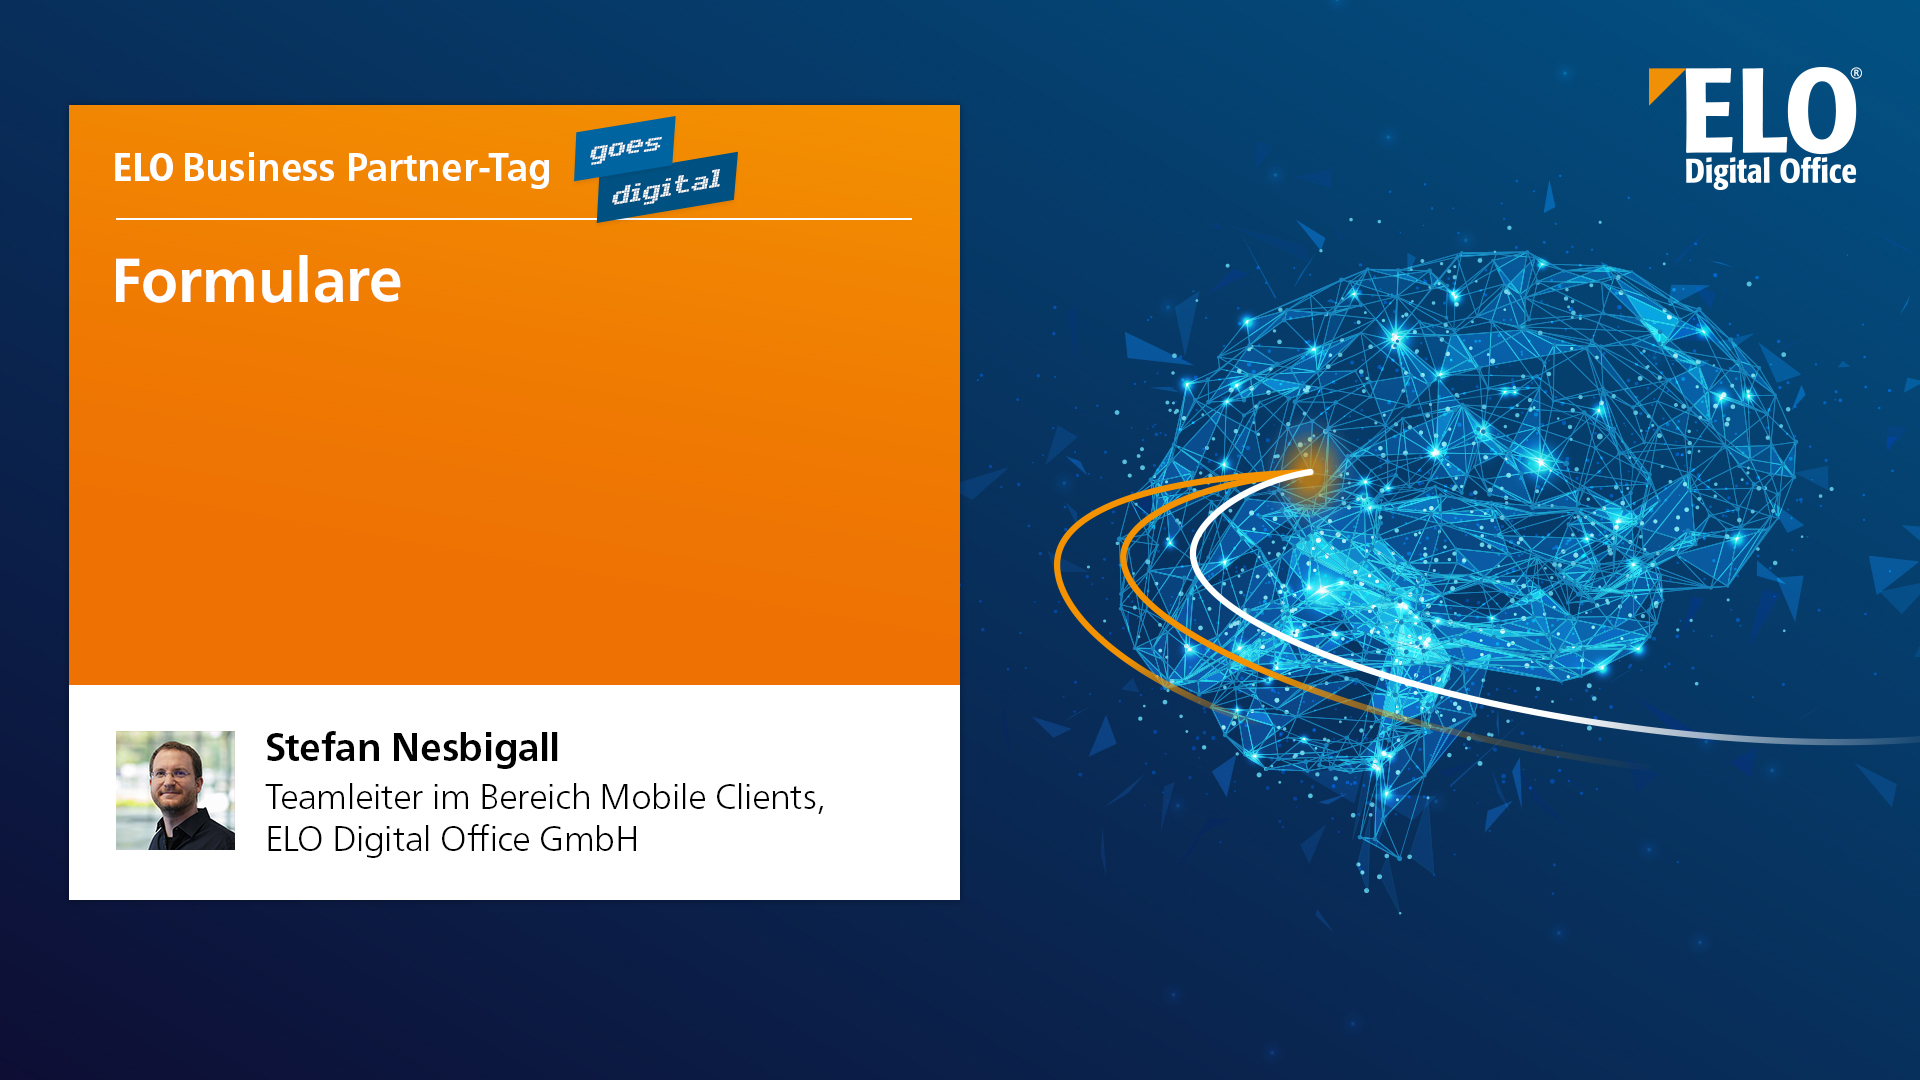 ELO Business Partner-Tag
goes
digital
Formulare
Stefan Nesbigall
Teamleiter im Bereich Mobile Clients,
ELO Digital Office GmbH
ELO®
Digital Office